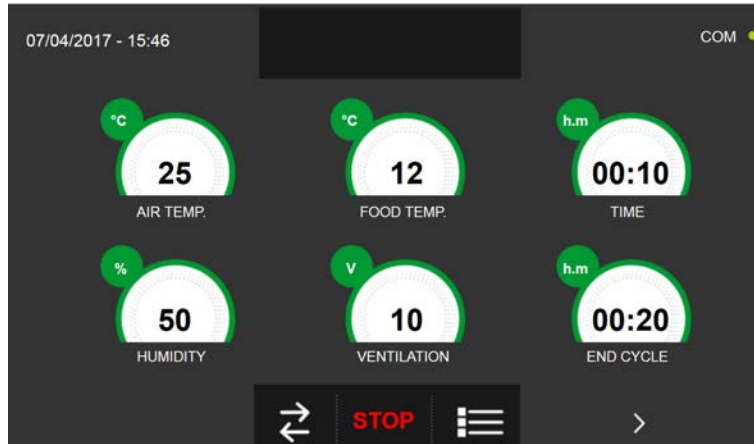 07/04/2017 - 15:46
COM
°C
25
AIR TEMP.
°C
12
FOOD TEMP.
h.m
00:10
TIME
%
50
HUMIDITY
V
10
VENTILATION
h.m
00:20
END CYCLE
STOP